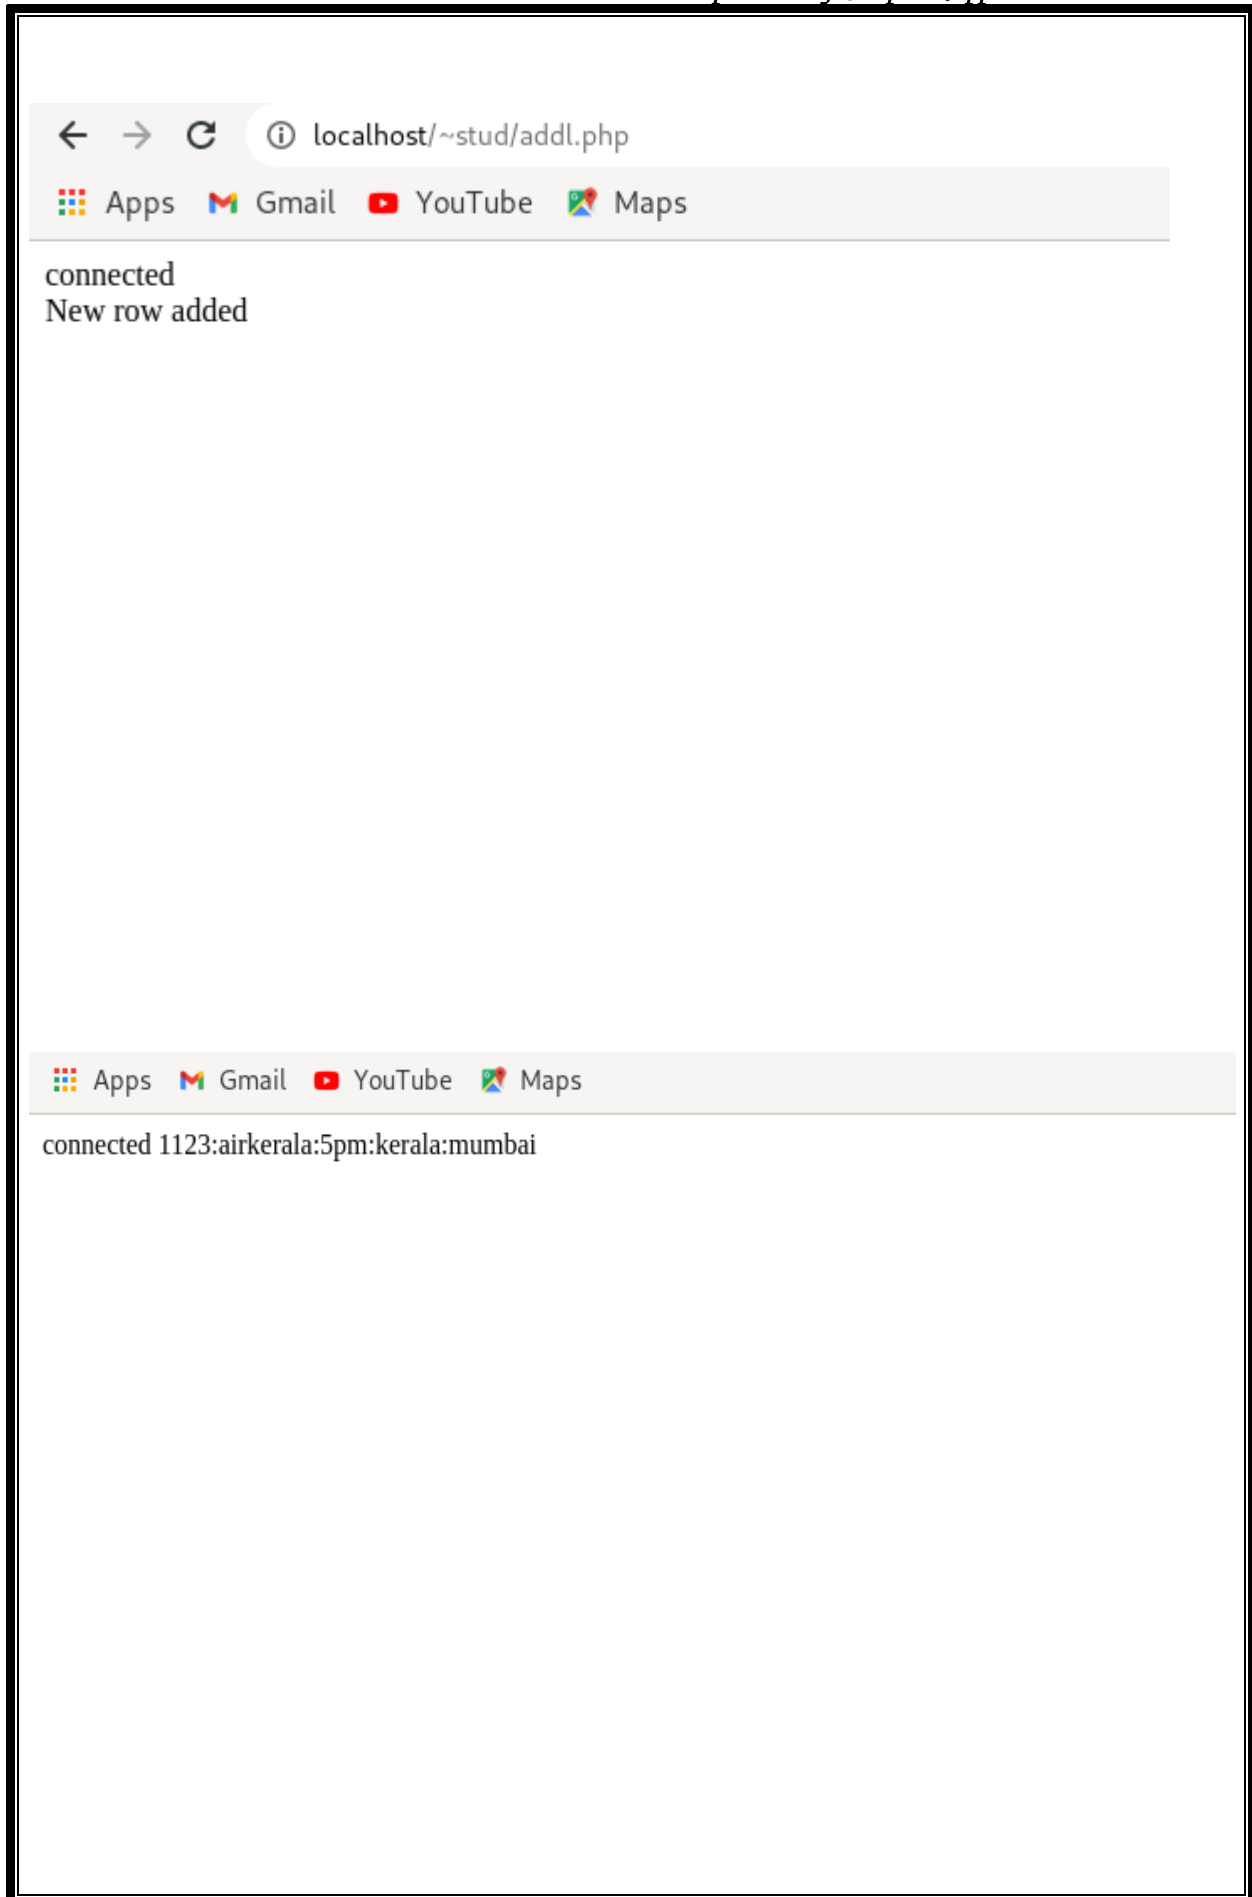 localhost/~stud/addl.php
Apps Gmail YouTube Maps
connected
New row added
Apps Gmail YouTube Maps
connected 1123:airkerala:5pm:kerala:mumbai